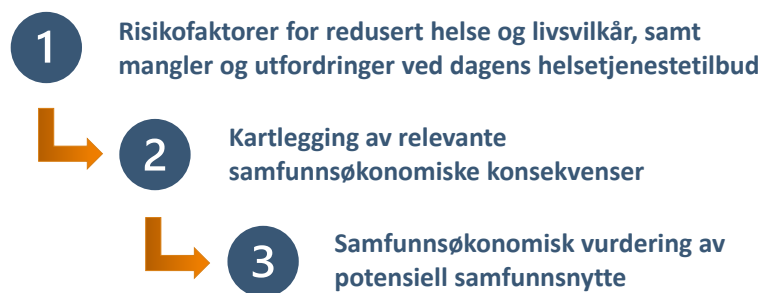 1
Risikofaktorer for redusert helse og livsvilkår, samt
mangler og utfordringer ved dagens helsetjenestetilbud
2
Kartlegging av relevante
samfunnsøkonomiske konsekvenser
3
Samfunnsøkonomisk vurdering av
potensiell samfunnsnytte